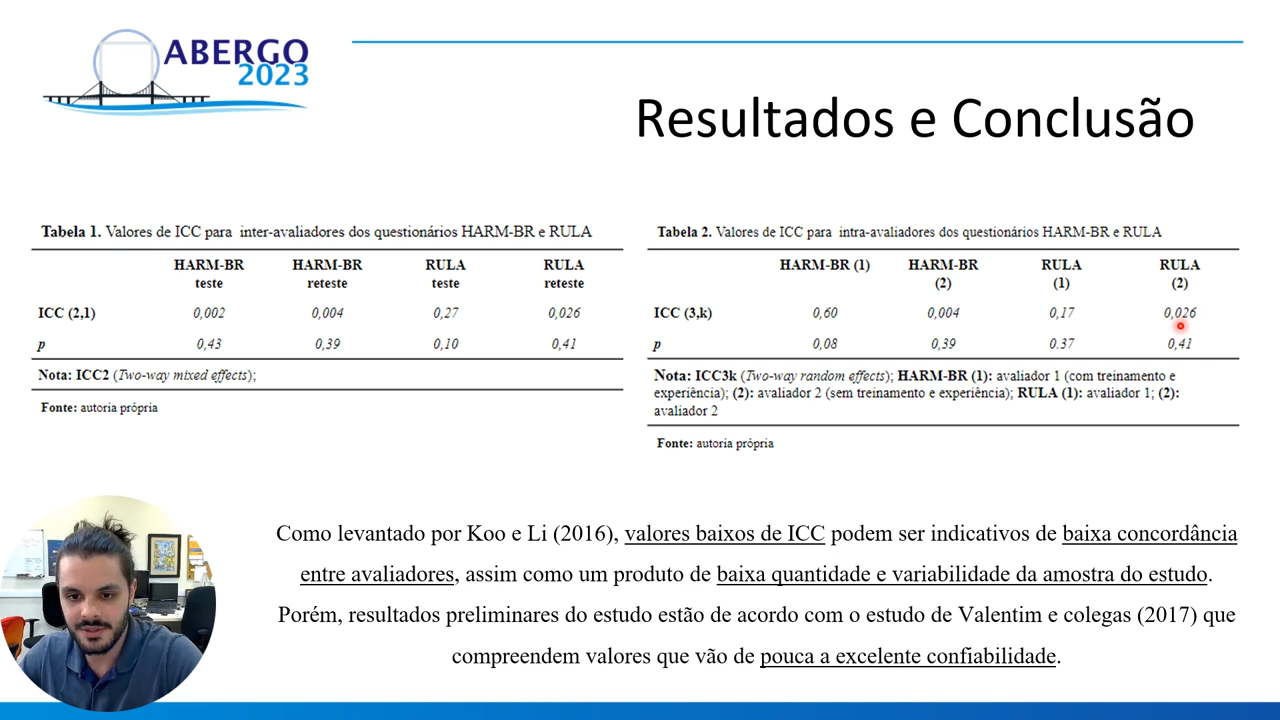 ABERGO
2023
Resultados e Conclusão
Tabela 1. Valores de ICC para inter-avaliadores dos questionários HARM-BR e RULA
HARM-BR teste HARM-BR reteste RULA teste RULA reteste
ICC (2,1) 0,002 0,004 0,27 0,026
p 0,43 0,39 0,10 0,41
Nota: ICC2 (Two-way mixed effects);
Fonte: autoria própria
Tabela 2. Valores de ICC para intra-avaliadores dos questionários HARM-BR e RULA
HARM-BR (1) HARM-BR (2) RULA (1) RULA (2)
ICC (3,k) 0,60 0,004 0,17 0,026
p 0,08 0,39 0.37 0,41
Nota: ICC3k (Two-way random effects); HARM-BR (1): avaliador 1 (com treinamento e
experiência); (2): avaliador 2 (sem treinamento e experiência); RULA (1): avaliador 1; (2):
avaliador 2
Fonte: autoria própria
Como levantado por Koo e Li (2016), valores baixos de ICC podem ser indicativos de baixa concordância
entre avaliadores, assim como um produto de baixa quantidade e variabilidade da amostra do estudo.
Porém, resultados preliminares do estudo estão de acordo com o estudo de Valentim e colegas (2017) que
compreendem valores que vão de pouca a excelente confiabilidade.